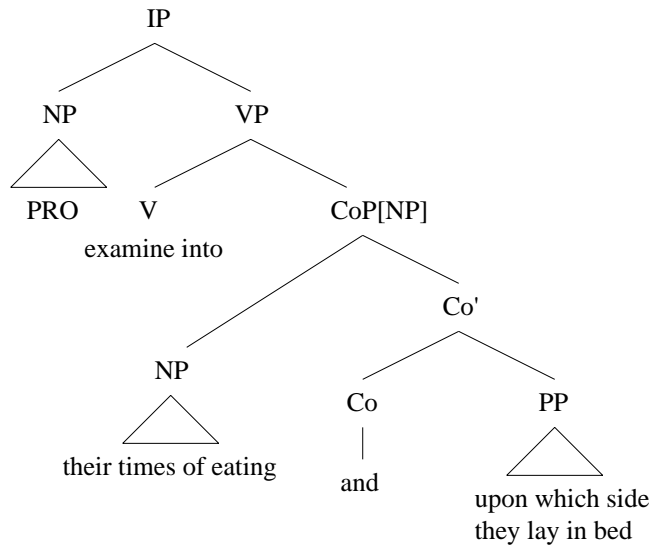 IP
NP VP
PRO V CoP[NP]
examine into
Co'
NP Co PP
their times of eating and upon which side
they lay in bed